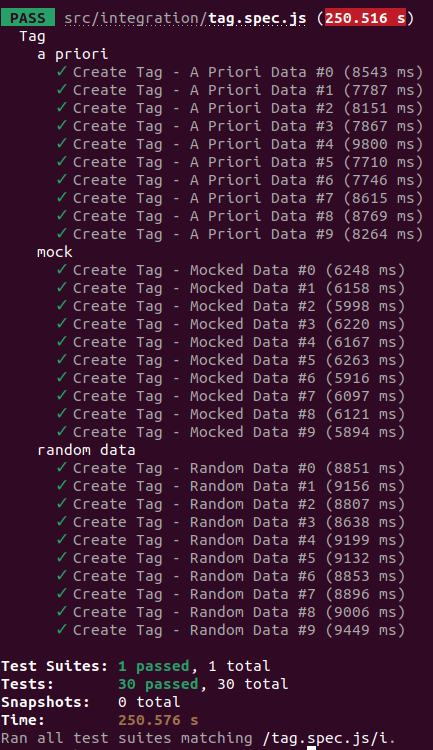 PASS src/integration/tag.spec.js (250.516 s)
Tag
a priori
✓ Create Tag - A Priori Data #0 (8543 ms)
✓ Create Tag - A Priori Data #1 (7787 ms)
✓ Create Tag - A Priori Data #2 (8151 ms)
✓ Create Tag - A Priori Data #3 (7867 ms)
✓ Create Tag - A Priori Data #4 (9800 ms)
✓ Create Tag - A Priori Data #5 (7710 ms)
✓ Create Tag - A Priori Data #6 (7746 ms)
✓ Create Tag - A Priori Data #7 (8615 ms)
✓ Create Tag - A Priori Data #8 (8769 ms)
✓ Create Tag - A Priori Data #9 (8264 ms)
mock
✓ Create Tag - Mocked Data #0 (6248 ms)
✓ Create Tag - Mocked Data #1 (6158 ms)
✓ Create Tag - Mocked Data #2 (5998 ms)
✓ Create Tag - Mocked Data #3 (6220 ms)
✓ Create Tag - Mocked Data #4 (6167 ms)
✓ Create Tag - Mocked Data #5 (6263 ms)
✓ Create Tag - Mocked Data #6 (5916 ms)
✓ Create Tag - Mocked Data #7 (6097 ms)
✓ Create Tag - Mocked Data #8 (6121 ms)
✓ Create Tag - Mocked Data #9 (5894 ms)
random data
✓ Create Tag - Random Data #0 (8851 ms)
✓ Create Tag - Random Data #1 (9156 ms)
✓ Create Tag - Random Data #2 (8807 ms)
✓ Create Tag - Random Data #3 (8638 ms)
✓ Create Tag - Random Data #4 (9199 ms)
✓ Create Tag - Random Data #5 (9132 ms)
✓ Create Tag - Random Data #6 (8853 ms)
✓ Create Tag - Random Data #7 (8896 ms)
✓ Create Tag - Random Data #8 (9006 ms)
✓ Create Tag - Random Data #9 (9449 ms)
Test Suites: 1 passed, 1 total
Tests: 30 passed, 30 total
Snapshots: 0 total
Time: 250.576 s
Ran all test suites matching /tag.spec.js/i.